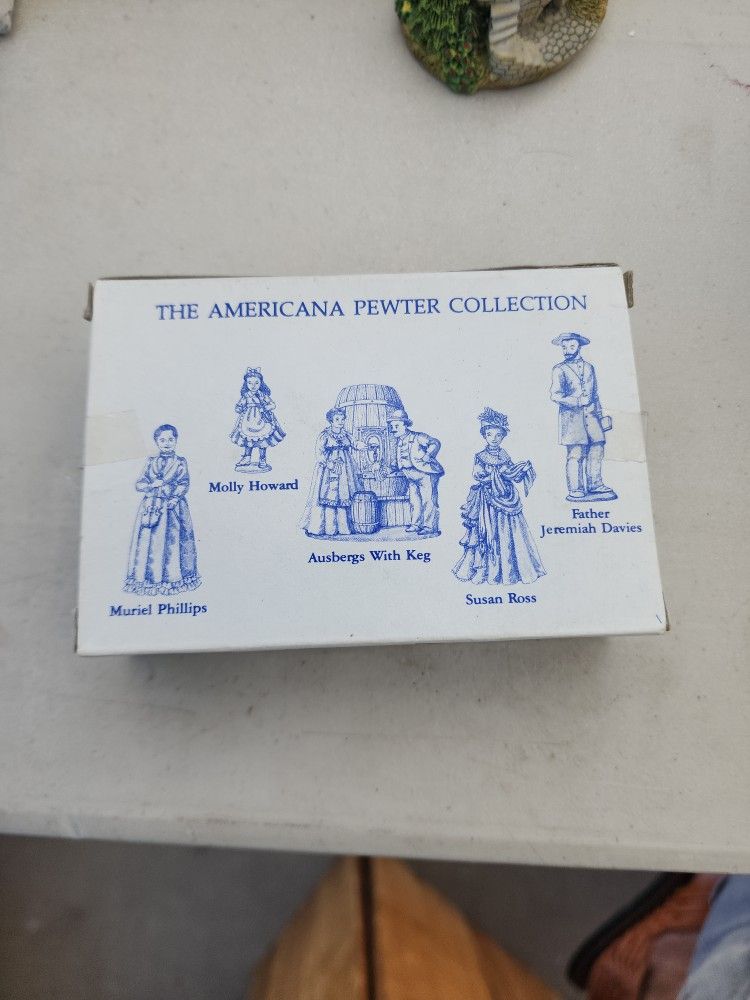 THE AMERICANA PEWTER COLLECTION
Molly Howard
Father
Jeremiah Davies
Ausbergs With Keg
Susan Ross
Muriel Phillips